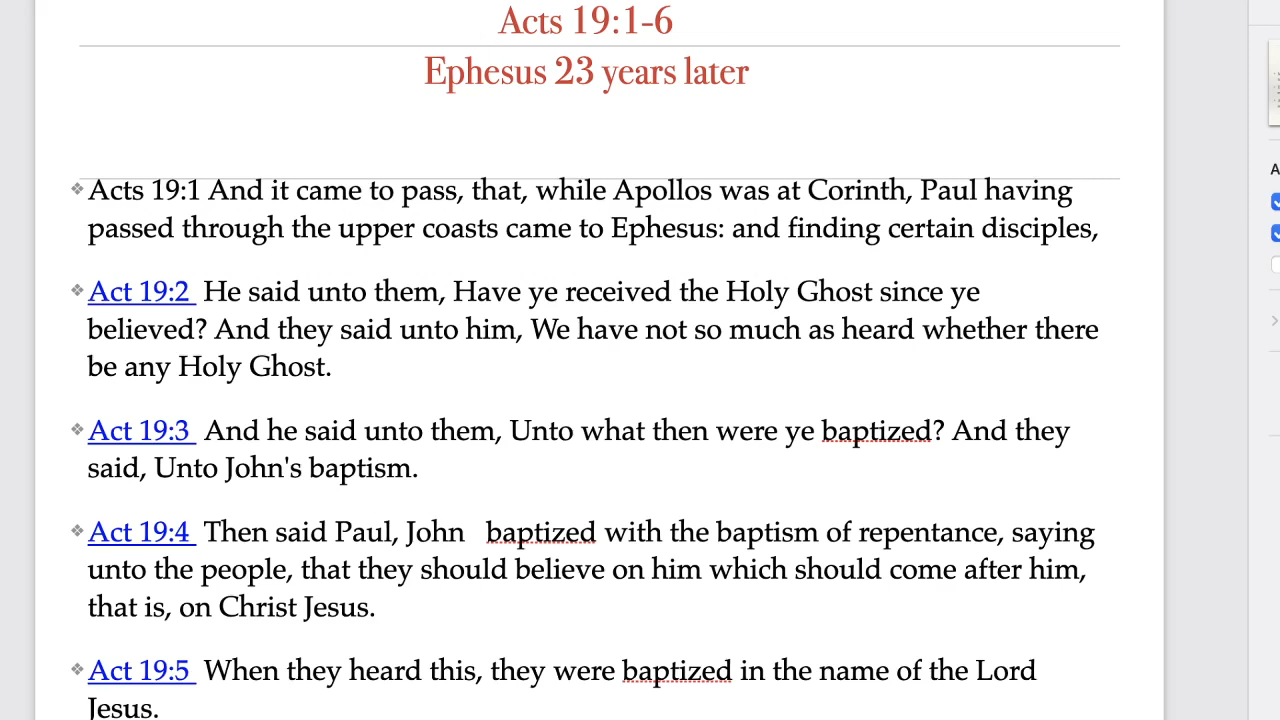 Acts 19:1-6
Ephesus 23 years later
❖ Acts 19:1 And it came to pass, that, while Apollos was at Corinth, Paul having
passed through the upper coasts came to Ephesus: and finding certain disciples,
❖ Act 19:2 He said unto them, Have ye received the Holy Ghost since ye
believed? And they said unto him, We have not so much as heard whether there
be any Holy Ghost.
❖ Act 19:3 And he said unto them, Unto what then were ye baptized? And they
said, Unto John's baptism.
❖ Act 19:4 Then said Paul, John baptized with the baptism of repentance, saying
unto the people, that they should believe on him which should come after him,
that is, on Christ Jesus.
❖ Act 19:5 When they heard this, they were baptized in the name of the Lord
Jesus.